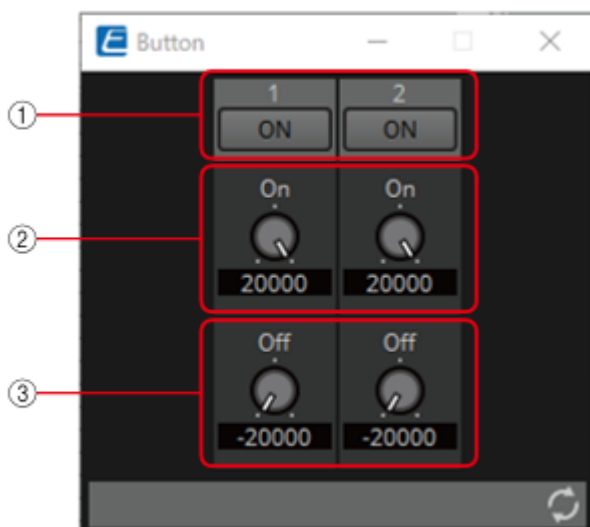 Button
① 1 2
ON ON
② On On
20000 20000
③ Off Off
-20000 -20000